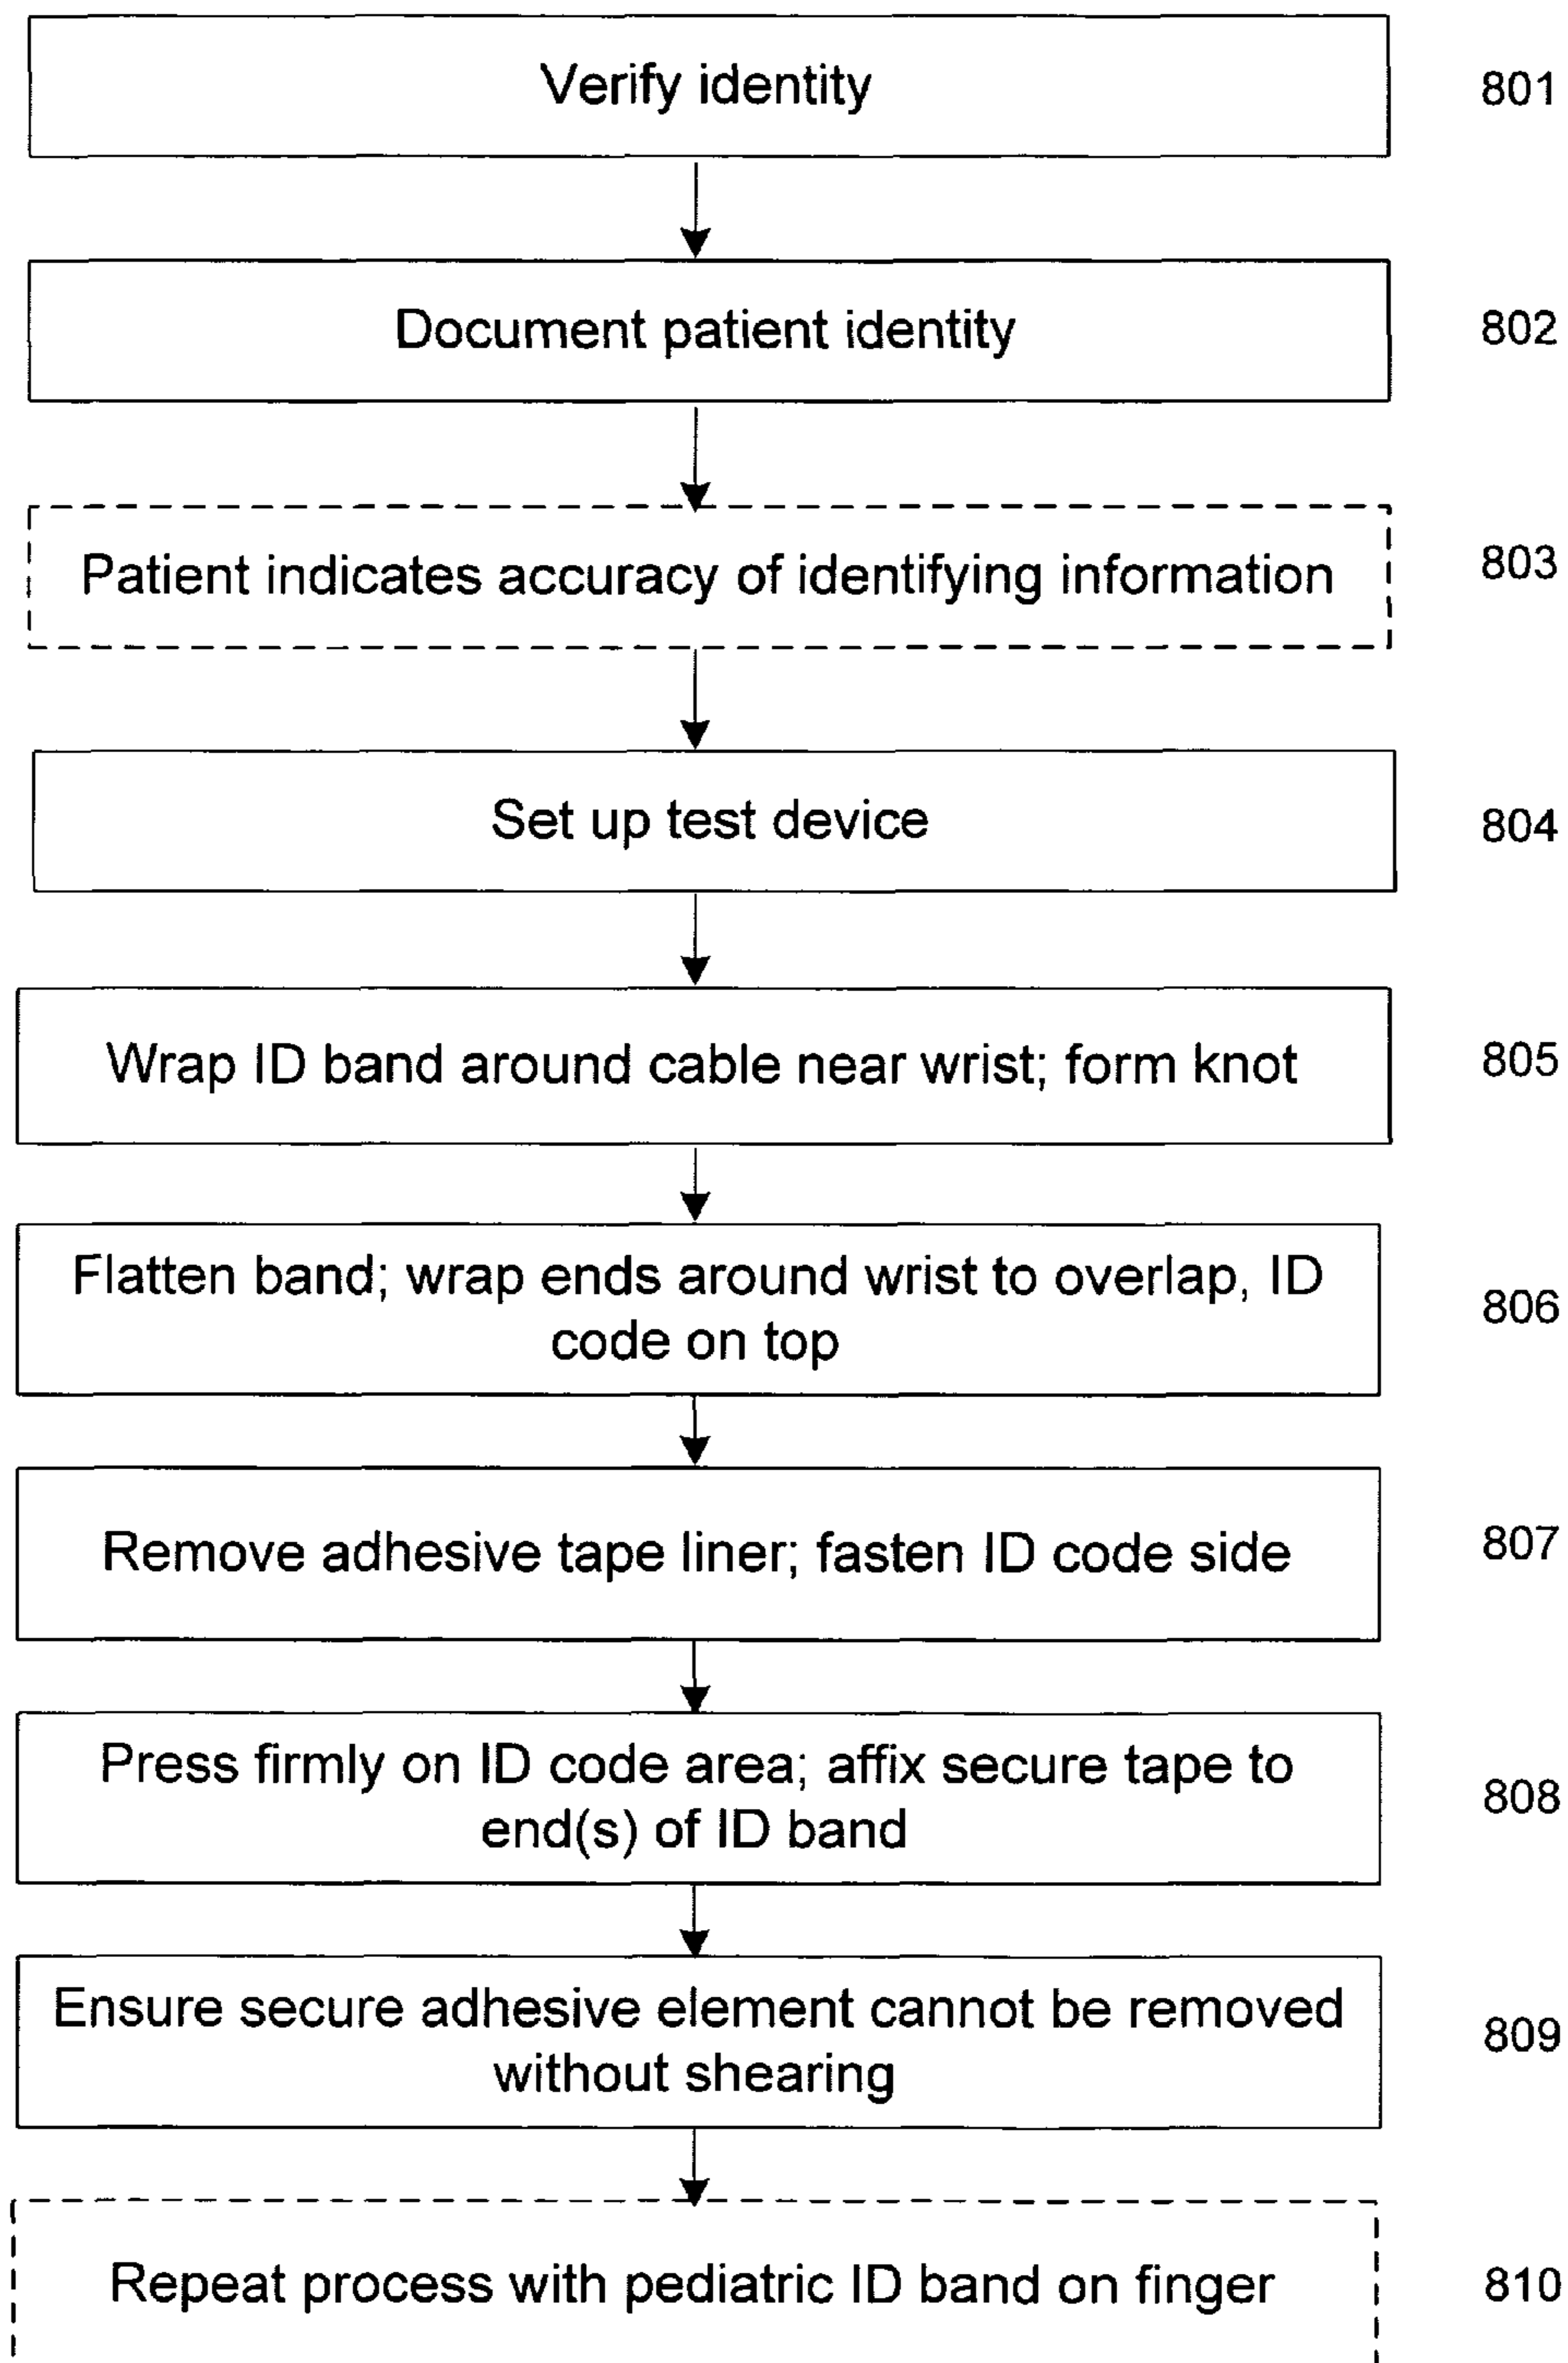 Verify identity 801
Document patient identity 802
Patient indicates accuracy of identifying information 803
Set up test device 804
Wrap ID band around cable near wrist; form knot 805
Flatten band; wrap ends around wrist to overlap, ID
code on top 806
Remove adhesive tape liner; fasten ID code side 807
Press firmly on ID code area; affix secure tape to
end(s) of ID band 808
Ensure secure adhesive element cannot be removed
without shearing 809
Repeat process with pediatric ID band on finger 810